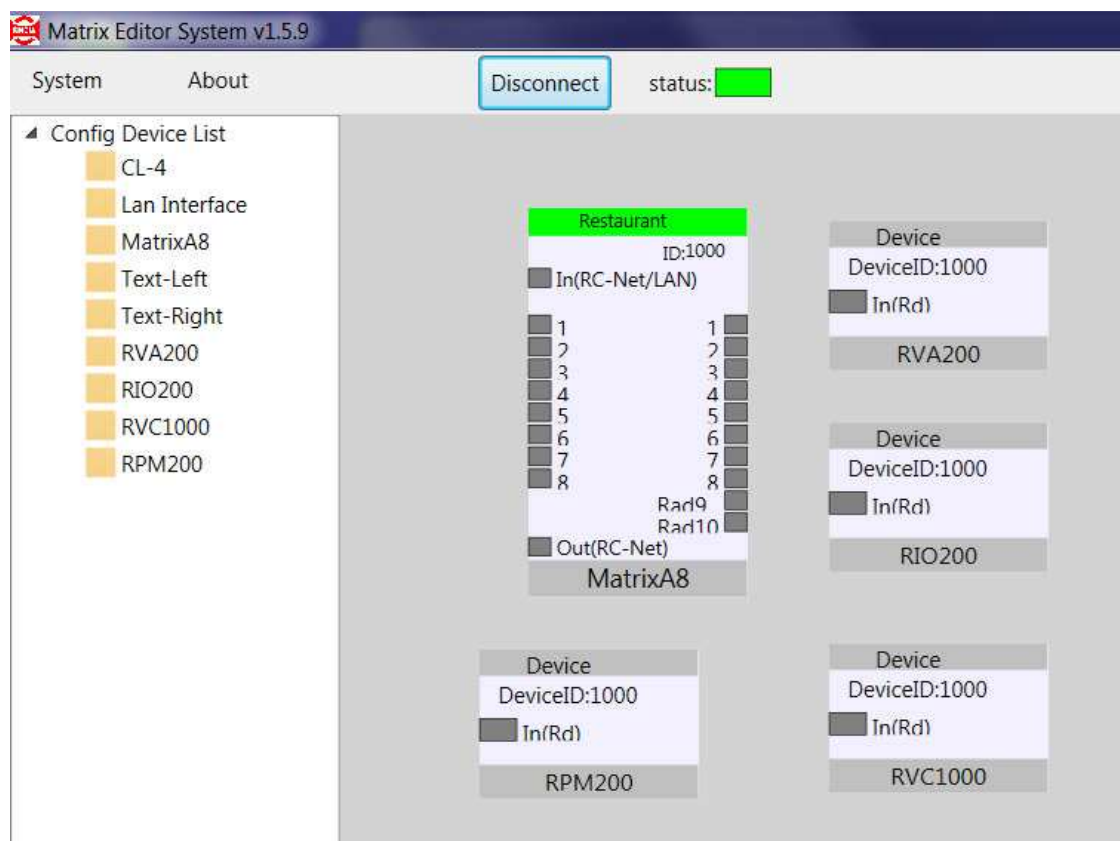 Matrix Editor System v1.5.9
System About Disconnect status:
Config Device List
CL-4
Lan Interface
MatrixA8
Text-Left
Text-Right
RVA200
RIO200
RVC1000
RPM200
Restaurant
ID:1000
In(RC-Net/LAN)
1 1
2 2
3 3
4 4
5 5
6 6
7 7
8 8
Rad9
Rad10
Out(RC-Net)
MatrixA8
Device
DeviceID:1000
In(Rd)
RVA200
Device
DeviceID:1000
In(Rd)
RIO200
Device
DeviceID:1000
In(Rd)
RPM200
Device
DeviceID:1000
In(Rd)
RVC1000